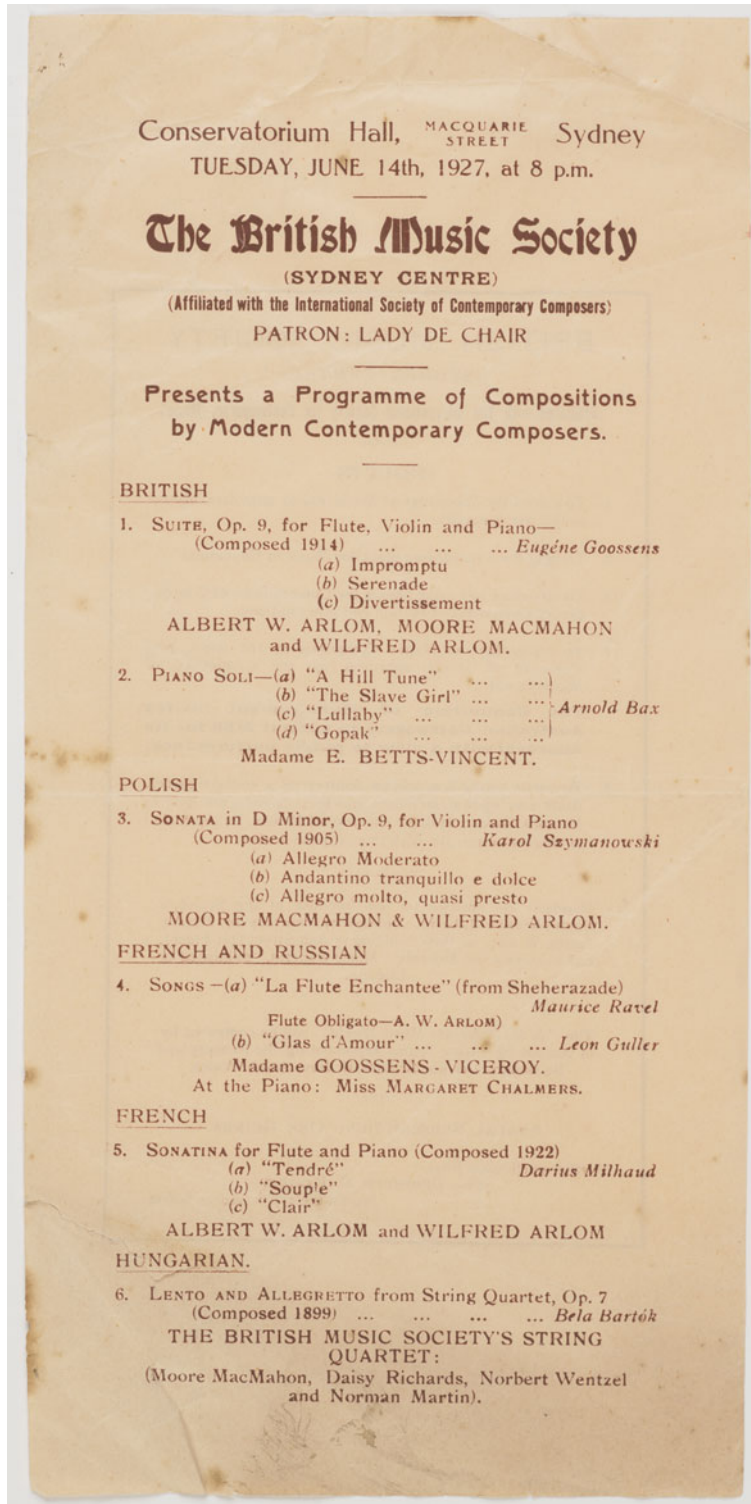 Conservatorium Hall, MACQUARIE STREET Sydney
TUESDAY, JUNE 14th, 1927, at 8 p.m.
The British Music Society
(SYDNEY CENTRE)
(Affiliated with the International Society of Contemporary Composers)
PATRON: LADY DE CHAIR
Presents a Programme of Compositions
by Modern Contemporary Composers.
BRITISH
1. SUITE, Op. 9, for Flute, Violin and Piano—
(Composed 1914) ... ... ... Eugéne Goossens
(a) Impromptu
(b) Serenade
(c) Divertissement
ALBERT W. ARLOM, MOORE MACMAHON
and WILFRED ARLOM.
2. PIANO SOLI—(a) "A Hill Tune" ... ...
(b) "The Slave Girl" ... ...
(c) "Lullaby" ... ... ... Arnold Bax
(d) "Gopak" ... ... ...
Madame E. BETTS-VINCENT.
POLISH
3. SONATA in D Minor, Op. 9, for Violin and Piano
(Composed 1905) ... ... Karol Szymanowski
(a) Allegro Moderato
(b) Andantino tranquillo e dolce
(c) Allegro molto, quasi presto
MOORE MACMAHON & WILFRED ARLOM.
FRENCH AND RUSSIAN
4. SONGS—(a) "La Flute Enchantee" (from Sheherazade)
Maurice Ravel
Flute Obligato—A. W. ARLOM)
(b) "Glas d'Amour" ... ... ... Leon Guller
Madame GOOSSENS-VICEROY.
At the Piano: Miss MARGARET CHALMERS.
FRENCH
5. SONATINA for Flute and Piano (Composed 1922)
(a) "Tendré" Darius Milhaud
(b) "Souple"
(c) "Clair"
ALBERT W. ARLOM and WILFRED ARLOM
HUNGARIAN.
6. LENTO AND ALLEGRETTO from String Quartet, Op. 7
(Composed 1899) ... ... ... ... Bela Bartók
THE BRITISH MUSIC SOCIETY'S STRING
QUARTET:
(Moore MacMahon, Daisy Richards, Norbert Wentzel
and Norman Martin).